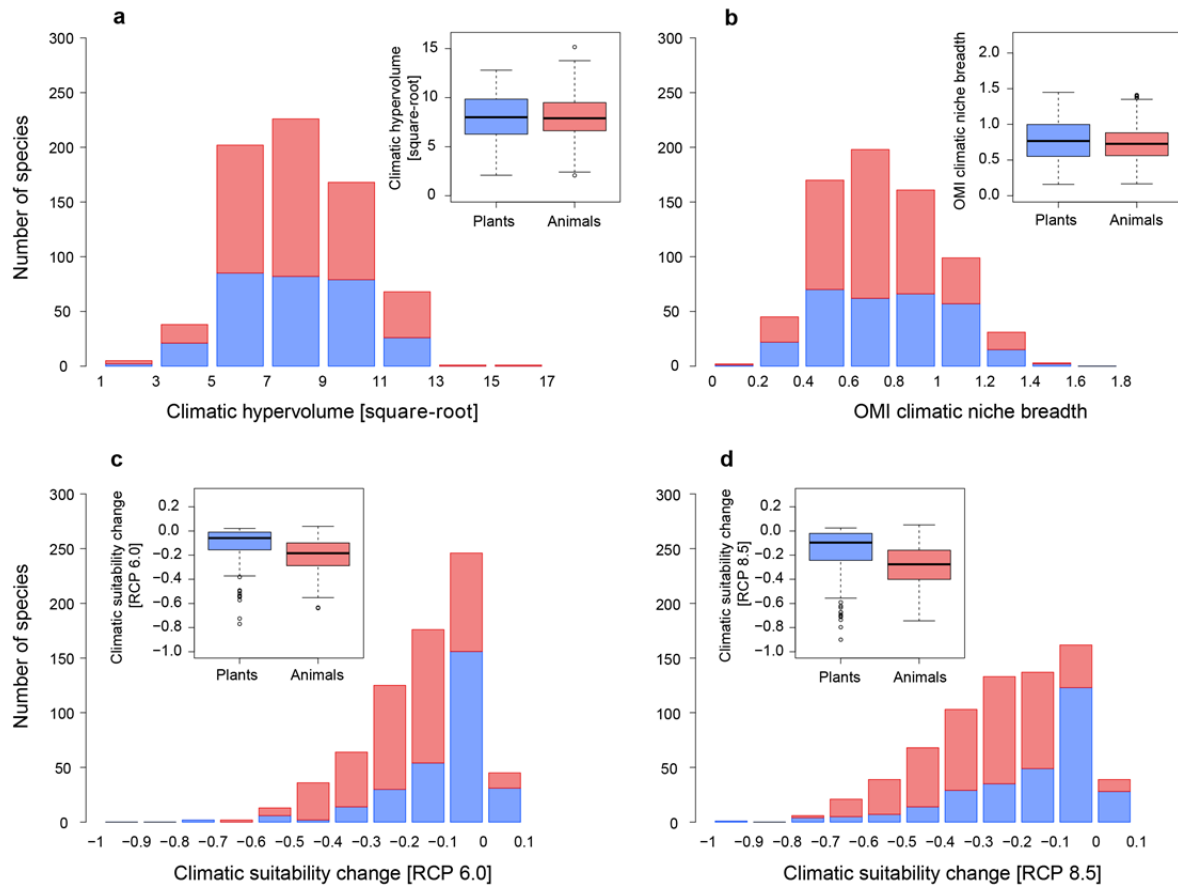 a
300
250
200
150
100
50
0
Number of species
1 3 5 7 9 11 13 15 17
Climatic hypervolume [square-root]
15
10
5
0
Climatic hypervolume
[square-root]
Plants Animals
b
300
250
200
150
100
50
0
0 0.2 0.4 0.6 0.8 1 1.2 1.4 1.6 1.8
OMI climatic niche breadth
2.0
1.5
1.0
0.5
0.0
OMI climatic niche breadth
Plants Animals
c
300
250
200
150
100
50
0
Number of species
−1 −0.9 −0.8 −0.7 −0.6 −0.5 −0.4 −0.3 −0.2 −0.1 0 0.1
Climatic suitability change [RCP 6.0]
0.2
0.0
−0.2
−0.4
−0.6
−0.8
−1.0
Climatic suitability change
[RCP 6.0]
Plants Animals
d
300
250
200
150
100
50
0
−1 −0.9 −0.8 −0.7 −0.6 −0.5 −0.4 −0.3 −0.2 −0.1 0 0.1
Climatic suitability change [RCP 8.5]
0.2
0.0
−0.2
−0.4
−0.6
−0.8
−1.0
Climatic suitability change
[RCP 8.5]
Plants Animals